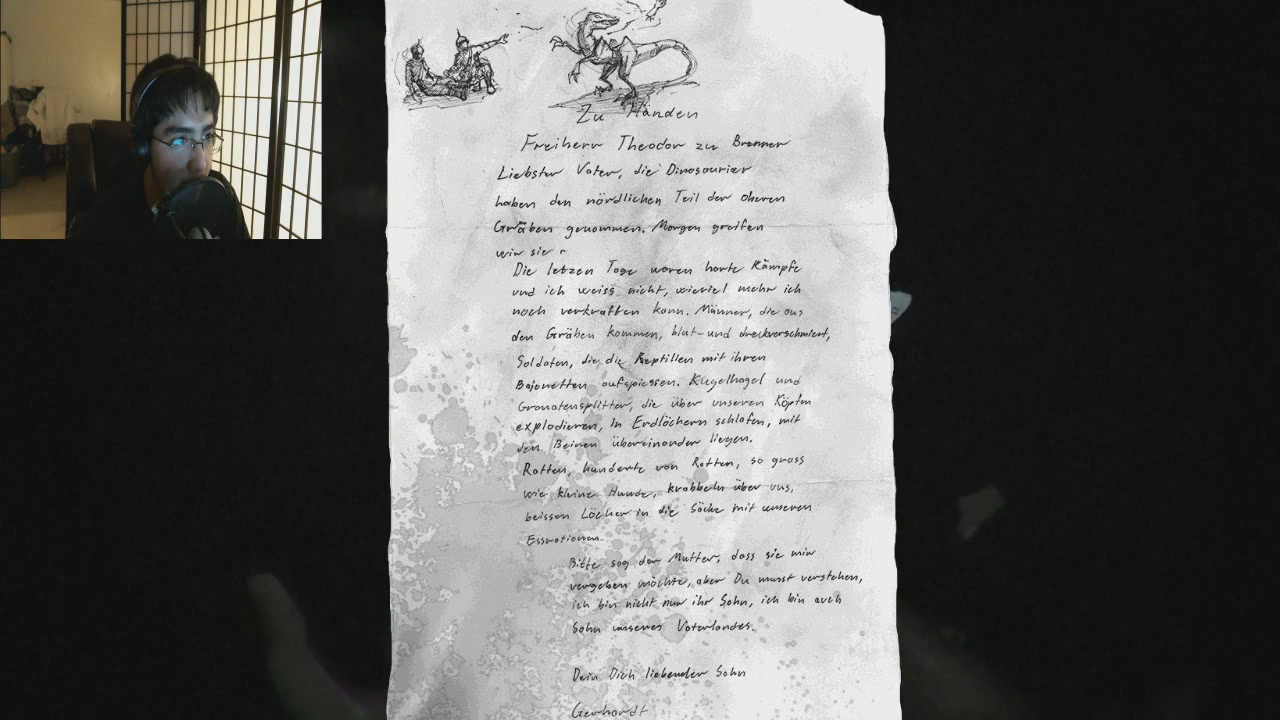 Zu Händen
Freiherr Theodor zu Brenner
Liebster Vater, die Dinosaurier
haben den nördlichen Teil der oberen
Gräben genommen. Morgen greifen
wir sie
Die letzen Tage waren harte Kämpfe
und ich weiss nicht, wieviel mehr ich
noch verkraften kann. Männer, die aus
den Gräben kommen, blut- und dreckverschmiert,
Soldaten, die die Reptilien mit ihren
Bajonetten aufspiessen. Kugelhagel und
Granatensplitter, die über unseren Köpfen
explodieren, In Erdlöchern schlafen, mit
den Beinen übereinander liegen.
Ratten, hunderte von Ratten, so gross
wie kleine Hunde, krabbeln über uns,
beissen Löcher in die Säcke mit unseren
Essrationen.
Bitte sag der Mutter, dass sie mir
vergeben möchte, aber Du musst verstehen,
ich bin nicht nur ihr Sohn, ich bin auch
Sohn unseres Vaterlandes.
Dein Dich liebender Sohn
Gerhardt